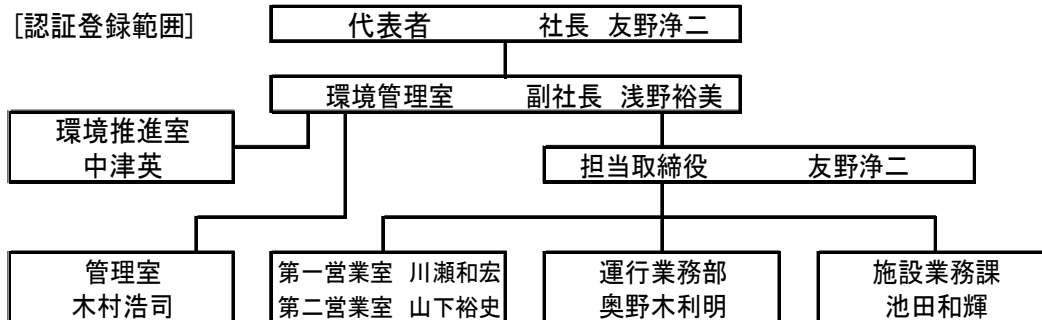 [認証登録範囲]
代表者 社長 友野浄二
環境管理室 副社長 浅野裕美
環境推進室
中津英
担当取締役 友野浄二
管理室
木村浩司
第一営業室 川瀬和宏
第二営業室 山下裕史
運行業務部
奥野木利明
施設業務課
池田和輝